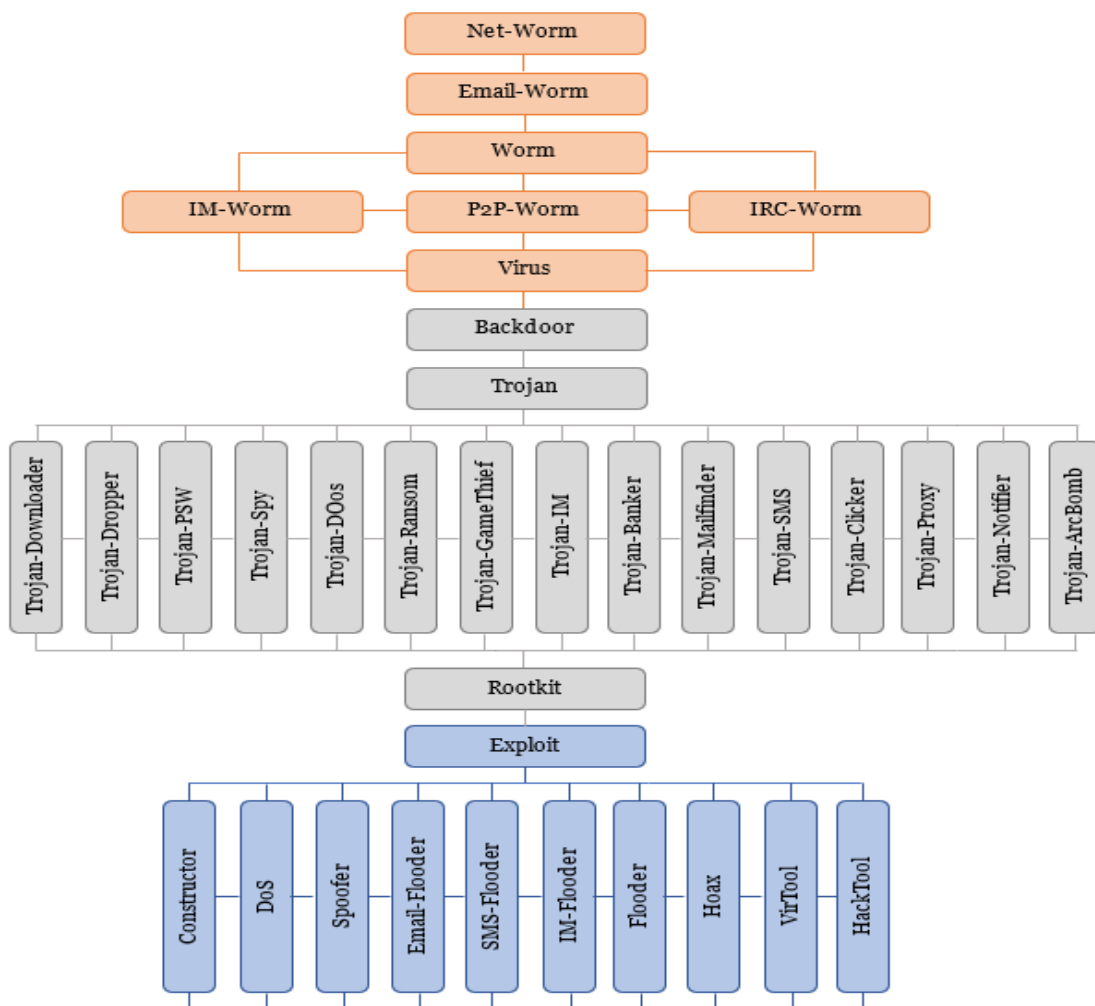 Net-Worm
Email-Worm
Worm
IM-Worm
P2P-Worm
IRC-Worm
Virus
Backdoor
Trojan
Trojan-Downloader
Trojan-Dropper
Trojan-PSW
Trojan-Spy
Trojan-DOos
Trojan-Ransom
Trojan-GameThief
Trojan-IM
Trojan-Banker
Trojan-Mailfinder
Trojan-SMS
Trojan-Clicker
Trojan-Proxy
Trojan-Notifier
Trojan-ArcBomb
Rootkit
Exploit
Constructor
DoS
Spoofer
Email-Flooder
SMS-Flooder
IM-Flooder
Flooder
Hoax
VirTool
HackTool